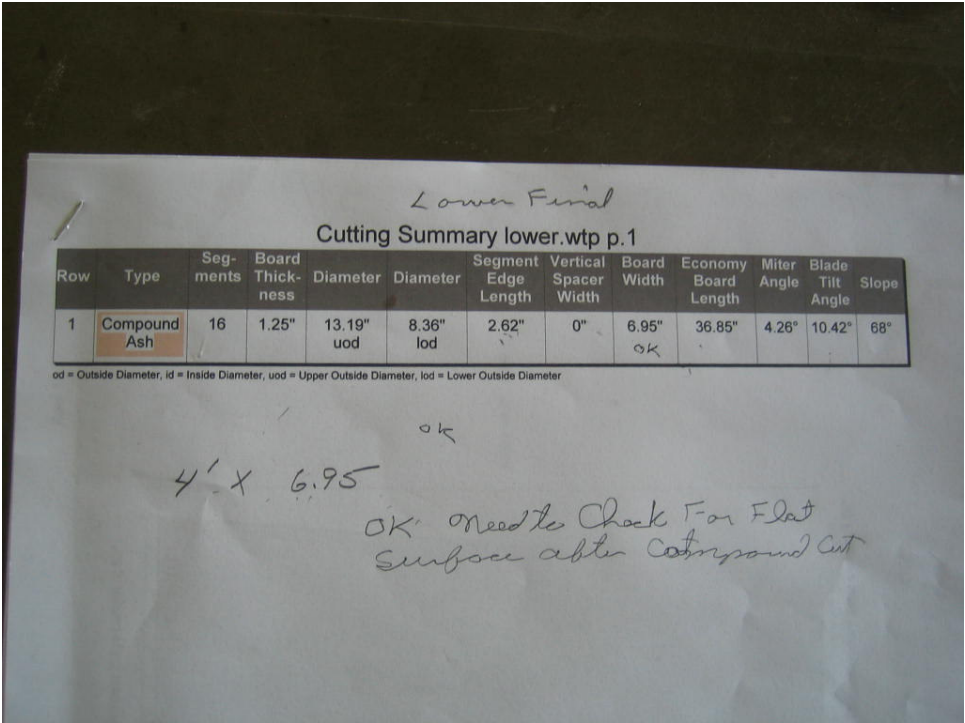 Lower Final
Cutting Summary lower.wtp p.1
Row Type Seg-ments Board Thick-ness Diameter Diameter Segment Edge Length Vertical Spacer Width Board Width Economy Board Length Miter Angle Blade Tilt Angle Slope
1 Compound Ash 16 1.25" 13.19" uod 8.36" lod 2.62" 0" 6.95" OK 36.85" 4.26° 10.42° 68°
od = Outside Diameter, id = Inside Diameter, uod = Upper Outside Diameter, lod = Lower Outside Diameter
OK
4' X 6.95
OK Need to Check For Flat
Surface after Compound Cut